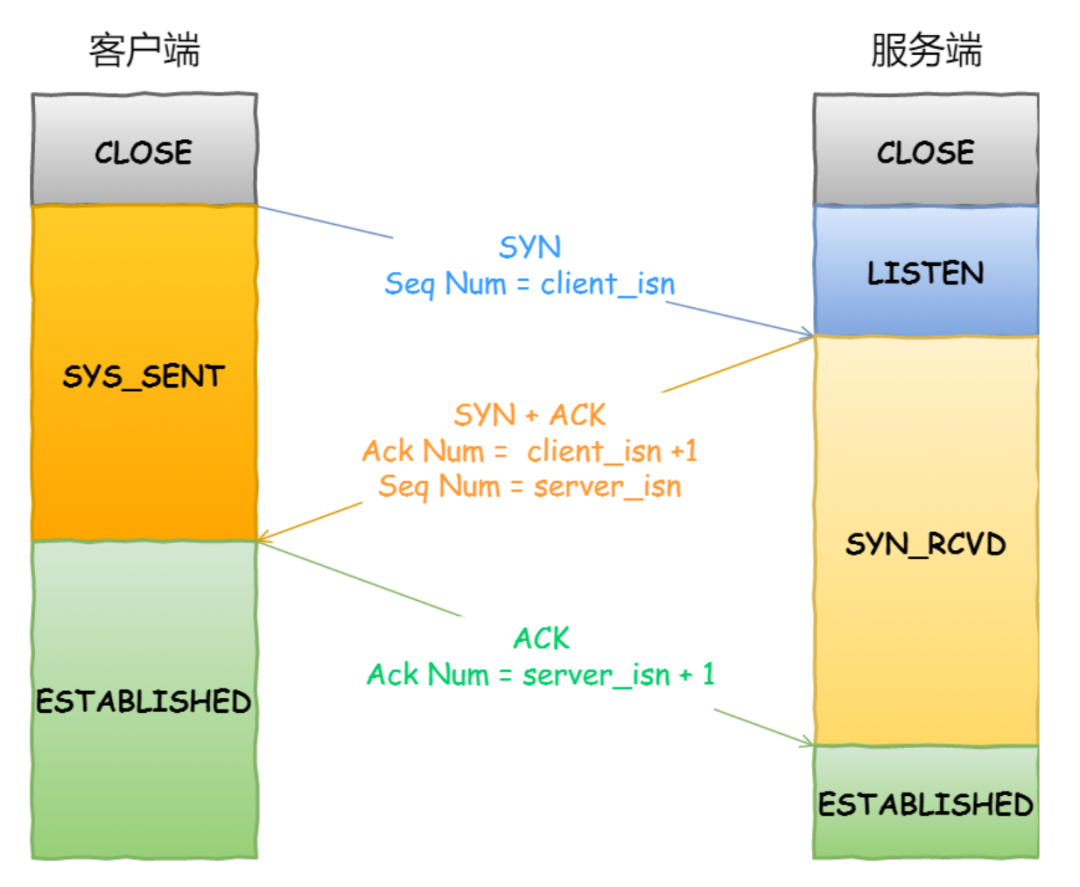 客户端
服务端
CLOSE
CLOSE
SYN
Seq Num = client_isn
LISTEN
SYS_SENT
SYN + ACK
Ack Num = client_isn +1
Seq Num = server_isn
SYN_RCVD
ACK
Ack Num = server_isn + 1
ESTABLISHED
ESTABLISHED